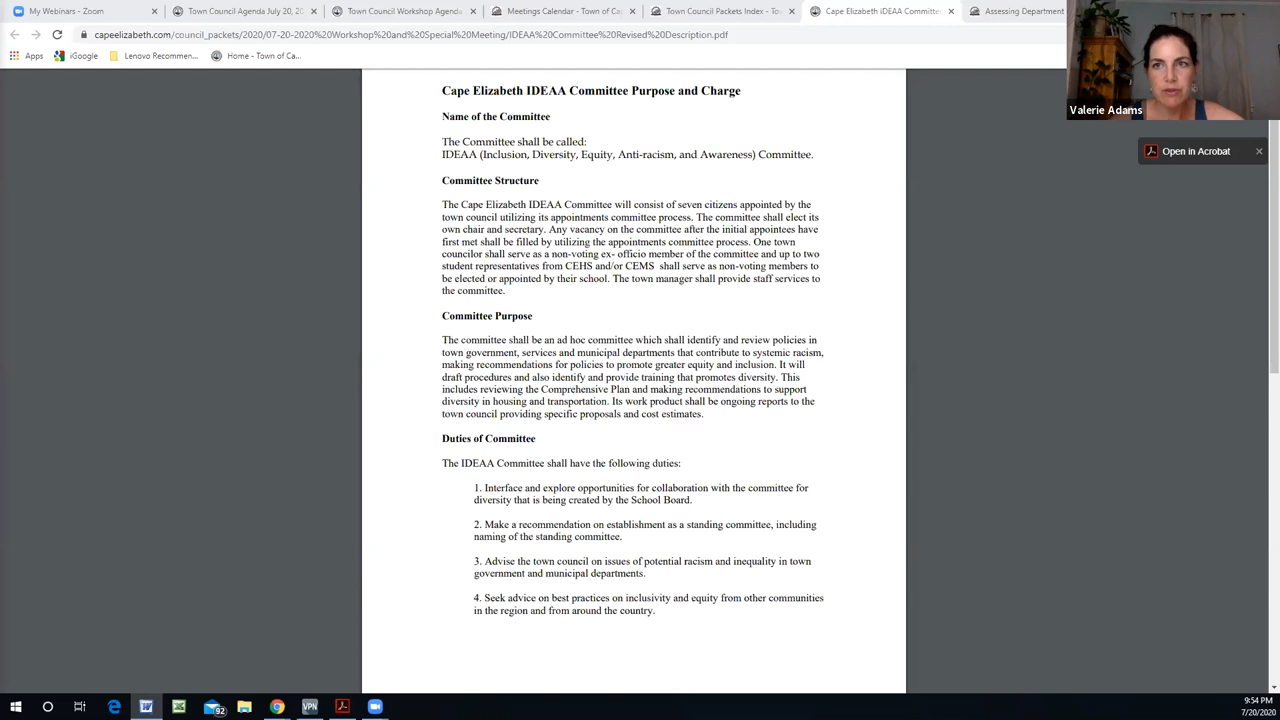 My Webinars - Zoom
Town Council Agenda July 20, 20
Town Council Workshop Agenda
Meetings Calendar - Town of Ca
Town Council Packets Index - To
Cape Elizabeth IDEAA Committe
Assessing Department
capeelizabeth.com/council_packets/2020/07-20-2020%20Workshop%20and%20Special%20Meeting/IDEAA%20Committee%20Revised%20Description.pdf
Apps
iGoogle
Lenovo Recommen...
Home - Town of Ca...
Valerie Adams
Open in Acrobat
Cape Elizabeth IDEAA Committee Purpose and Charge
Name of the Committee
The Committee shall be called:
IDEAA (Inclusion, Diversity, Equity, Anti-racism, and Awareness) Committee.
Committee Structure
The Cape Elizabeth IDEAA Committee will consist of seven citizens appointed by the
town council utilizing its appointments committee process. The committee shall elect its
own chair and secretary. Any vacancy on the committee after the initial appointees have
first met shall be filled by utilizing the appointments committee process. One town
councilor shall serve as a non-voting ex- officio member of the committee and up to two
student representatives from CEHS and/or CEMS shall serve as non-voting members to
be elected or appointed by their school. The town manager shall provide staff services to
the committee.
Committee Purpose
The committee shall be an ad hoc committee which shall identify and review policies in
town government, services and municipal departments that contribute to systemic racism,
making recommendations for policies to promote greater equity and inclusion. It will
draft procedures and also identify and provide training that promotes diversity. This
includes reviewing the Comprehensive Plan and making recommendations to support
diversity in housing and transportation. Its work product shall be ongoing reports to the
town council providing specific proposals and cost estimates.
Duties of Committee
The IDEAA Committee shall have the following duties:
1. Interface and explore opportunities for collaboration with the committee for
diversity that is being created by the School Board.
2. Make a recommendation on establishment as a standing committee, including
naming of the standing committee.
3. Advise the town council on issues of potential racism and inequality in town
government and municipal departments.
4. Seek advice on best practices on inclusivity and equity from other communities
in the region and from around the country.
92
VPN
9:54 PM
7/20/2020